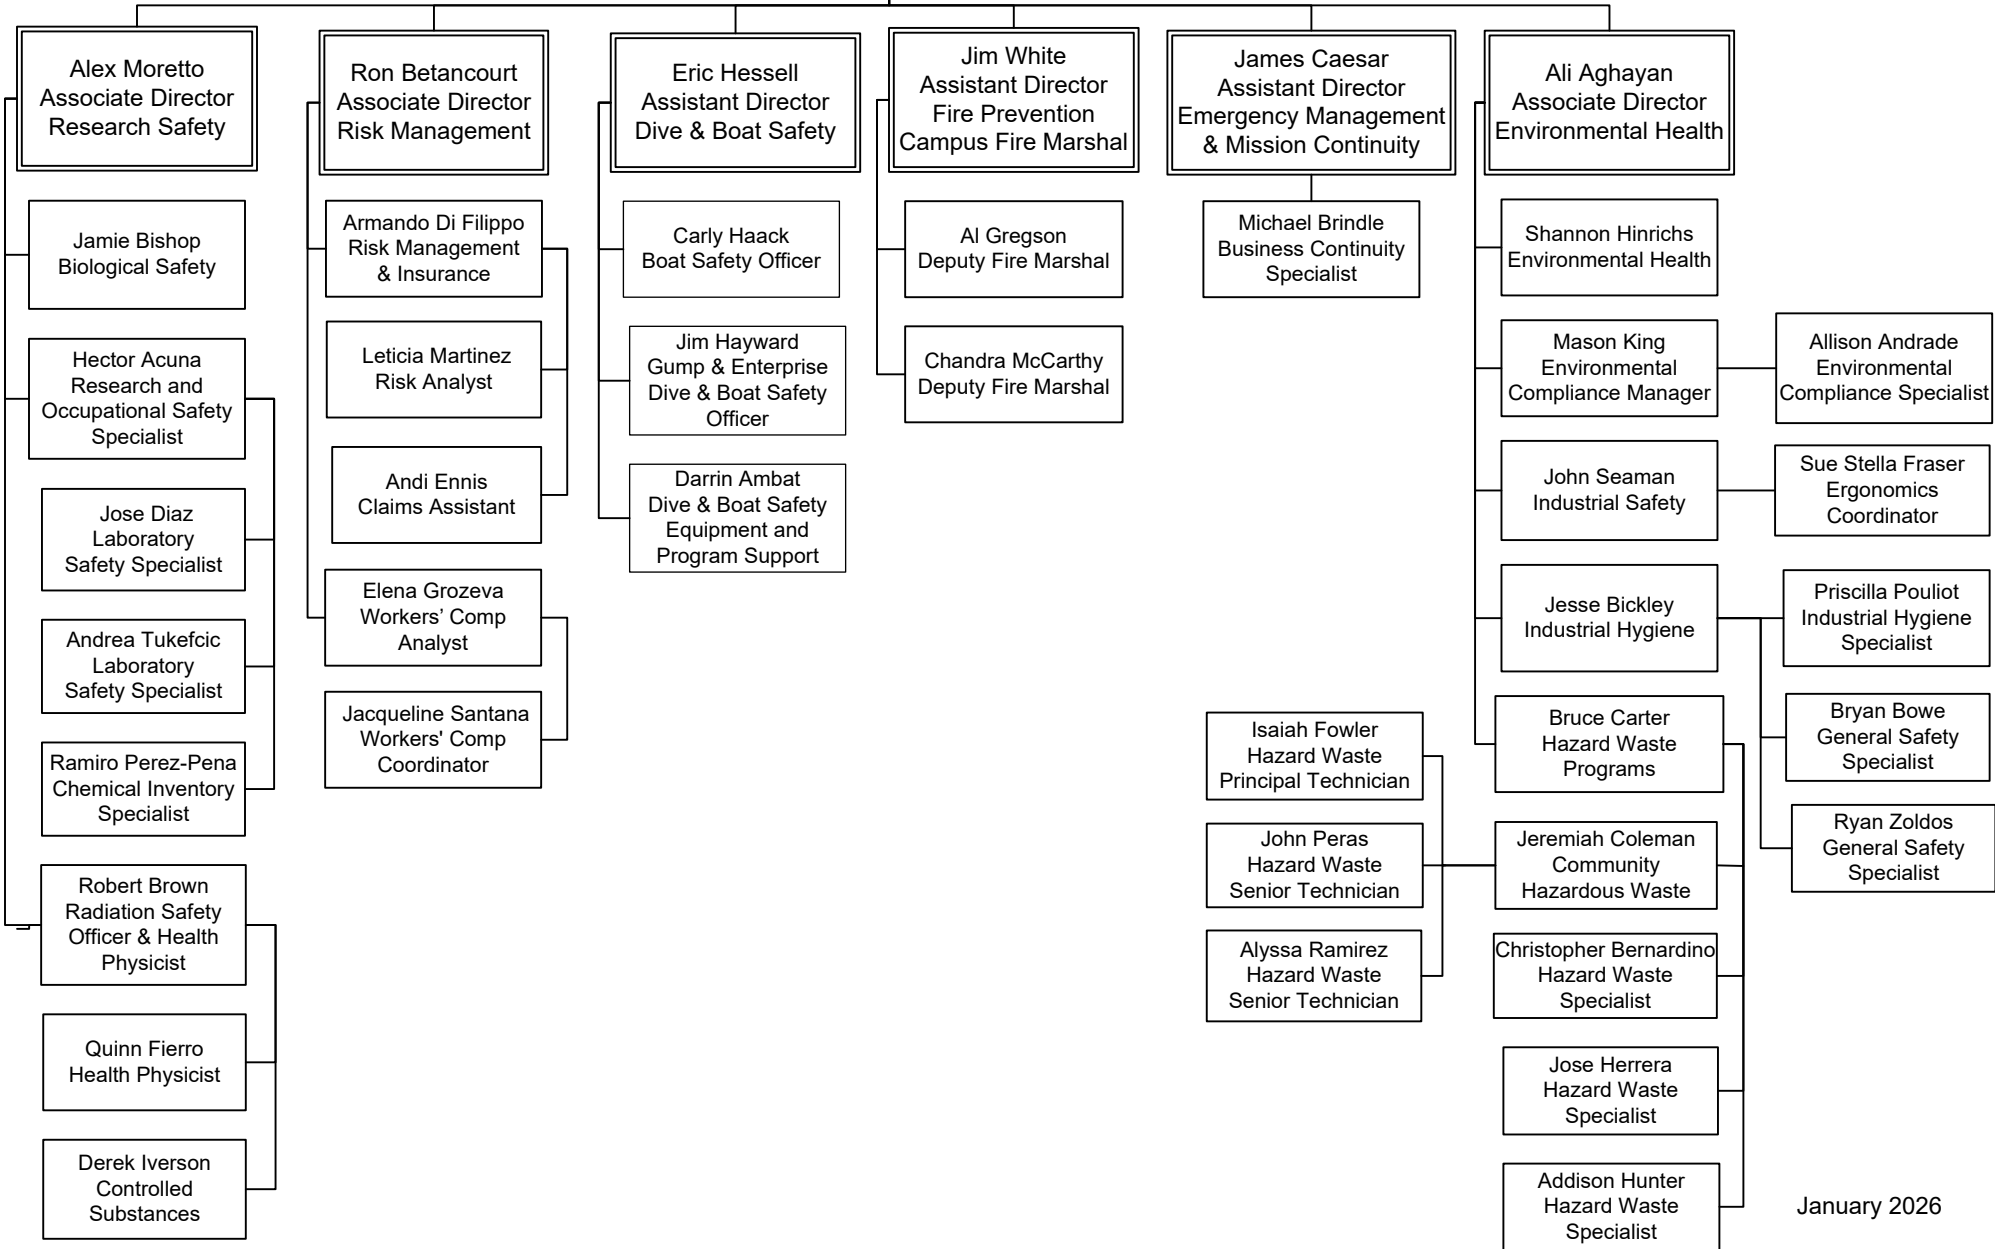 Alex Moretto
Associate Director
Research Safety
Jamie Bishop
Biological Safety
Hector Acuna
Research and
Occupational Safety
Specialist
Jose Diaz
Laboratory
Safety Specialist
Andrea Tukefcic
Laboratory
Safety Specialist
Ramiro Perez-Pena
Chemical Inventory
Specialist
Robert Brown
Radiation Safety
Officer & Health
Physicist
Quinn Fierro
Health Physicist
Derek Iverson
Controlled
Substances
Ron Betancourt
Associate Director
Risk Management
Armando Di Filippo
Risk Management
& Insurance
Leticia Martinez
Risk Analyst
Andi Ennis
Claims Assistant
Elena Grozeva
Workers’ Comp
Analyst
Jacqueline Santana
Workers' Comp
Coordinator
Eric Hessell
Assistant Director
Dive & Boat Safety
Carly Haack
Boat Safety Officer
Jim Hayward
Gump & Enterprise
Dive & Boat Safety
Officer
Darrin Ambat
Dive & Boat Safety
Equipment and
Program Support
Jim White
Assistant Director
Fire Prevention
Campus Fire Marshal
Al Gregson
Deputy Fire Marshal
Chandra McCarthy
Deputy Fire Marshal
James Caesar
Assistant Director
Emergency Management
& Mission Continuity
Michael Brindle
Business Continuity
Specialist
Ali Aghayan
Associate Director
Environmental Health
Shannon Hinrichs
Environmental Health
Mason King
Environmental
Compliance Manager
Allison Andrade
Environmental
Compliance Specialist
John Seaman
Industrial Safety
Sue Stella Fraser
Ergonomics
Coordinator
Jesse Bickley
Industrial Hygiene
Priscilla Pouliot
Industrial Hygiene
Specialist
Bryan Bowe
General Safety
Specialist
Ryan Zoldos
General Safety
Specialist
Bruce Carter
Hazard Waste
Programs
Jeremiah Coleman
Community
Hazardous Waste
Isaiah Fowler
Hazard Waste
Principal Technician
John Peras
Hazard Waste
Senior Technician
Alyssa Ramirez
Hazard Waste
Senior Technician
Christopher Bernardino
Hazard Waste
Specialist
Jose Herrera
Hazard Waste
Specialist
Addison Hunter
Hazard Waste
Specialist
January 2026